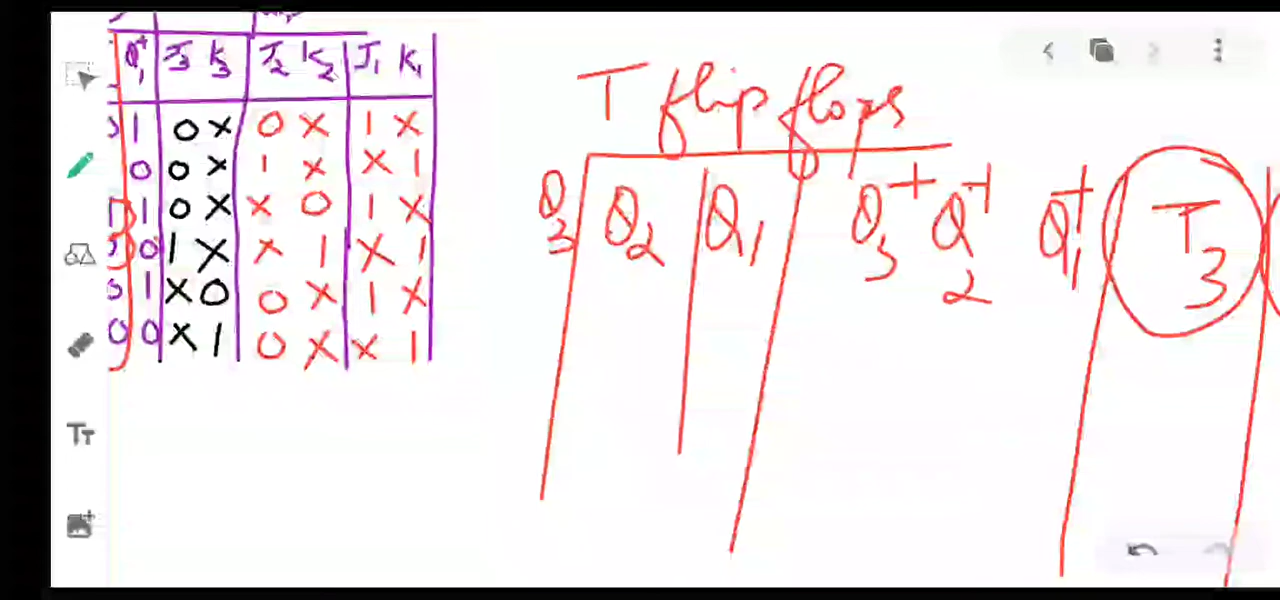 Q₁⁺ J₃ K₃ J₂ K₂ J₁ K₁
1 0 X 0 X 1 X
0 0 X 1 X X 1
1 0 X X 0 1 X
0 1 X X 1 X 1
1 X 0 0 X 1 X
0 0 X 1 0 X X 1
T flip flops
Q₃ Q₂ Q₁ Q₃⁺ Q₂⁺ Q₁⁺ T₃
TT